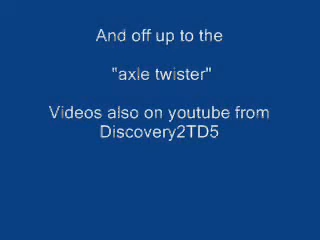 And off up to the
"axle twister"
Videos also on youtube from
Discovery2TD5